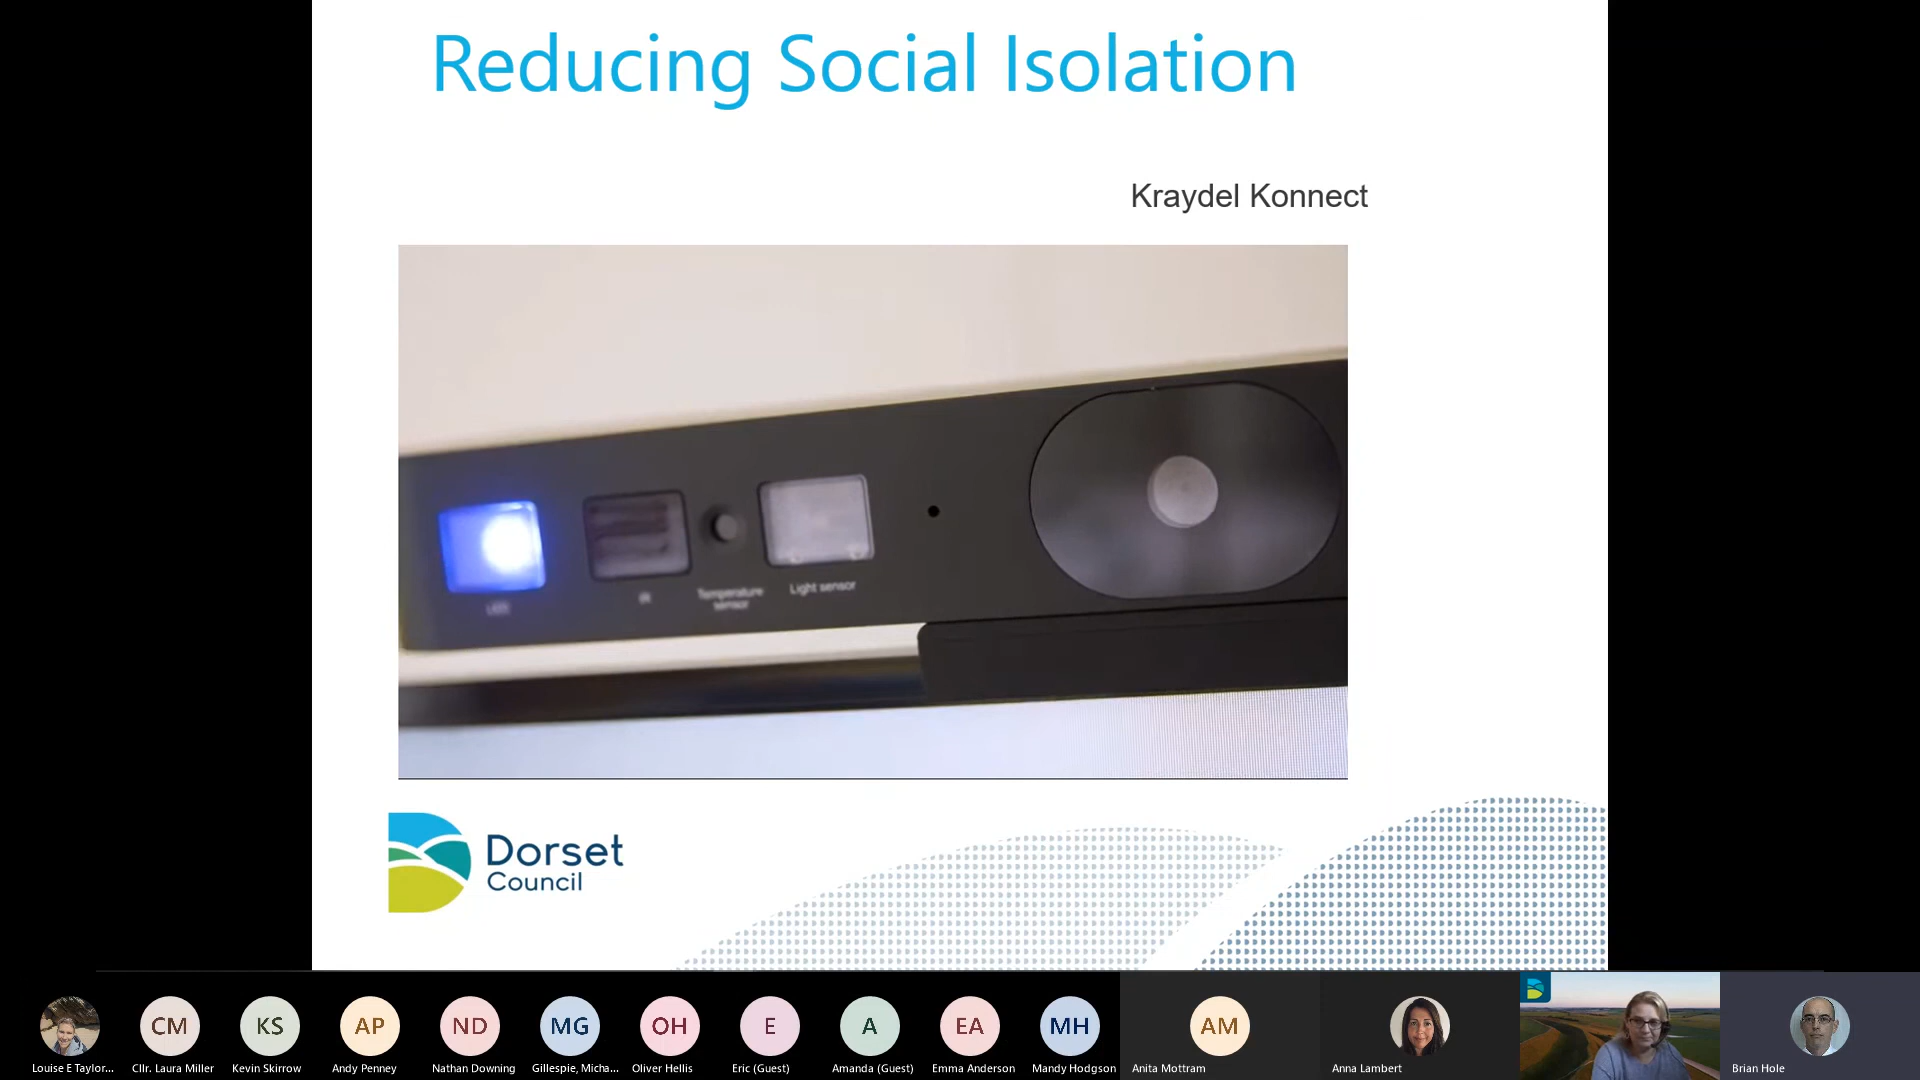 Reducing Social Isolation
Kraydel Konnect
LED
IR
Temperature
sensor
Light sensor
Dorset
Council
CM
KS
AP
ND
MG
OH
E
A
EA
MH
AM
Louise E Taylor...
Cllr. Laura Miller
Kevin Skirrow
Andy Penney
Nathan Downing
Gillespie, Micha...
Oliver Hellis
Eric (Guest)
Amanda (Guest)
Emma Anderson
Mandy Hodgson
Anita Mottram
Anna Lambert
Brian Hole